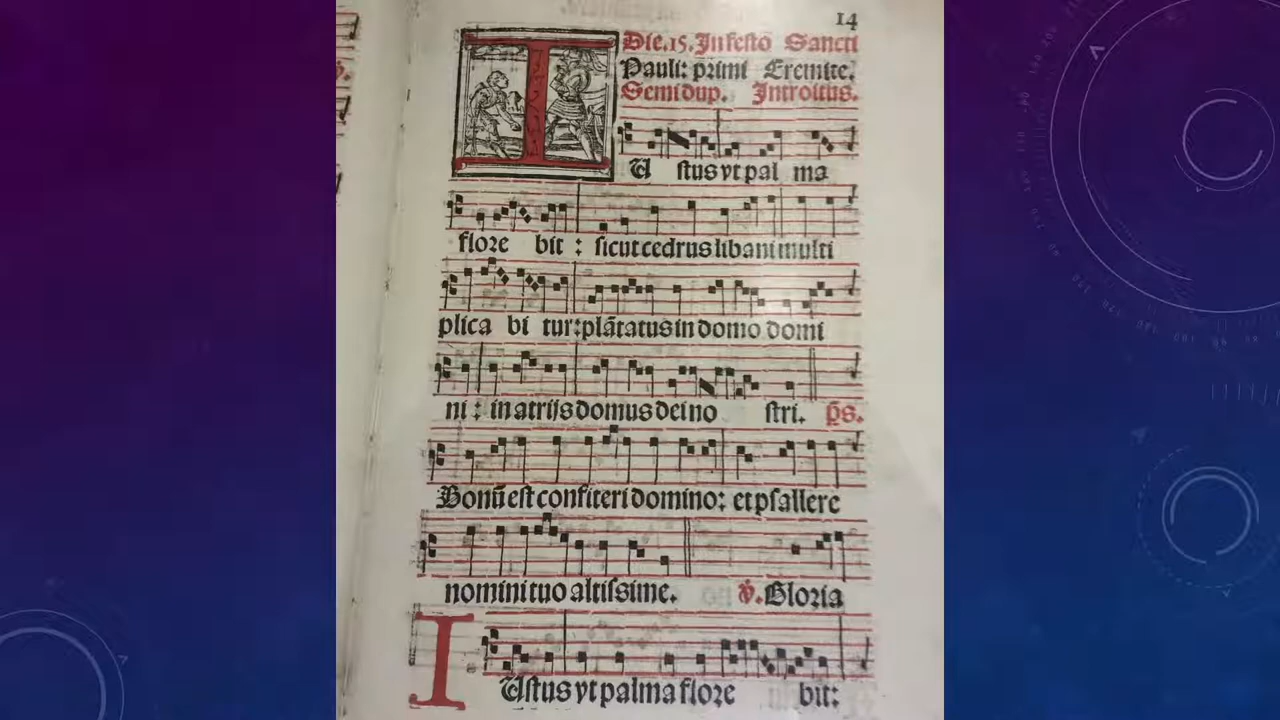 14
Die.15. In festo Sancti
Pauli: primi Eremite.
Semidup. Introitus.
I
U stus vt pal ma
flore bit : sicut cedrus libani multi
plica bi tur: plātatus in domo domi
ni : in atrijs domus dei no stri. p̄s.
Bonū est confiteri domino: et psallere
nomini tuo altissime. ℣. Gloria
I
Ustus vt palma flore bit: